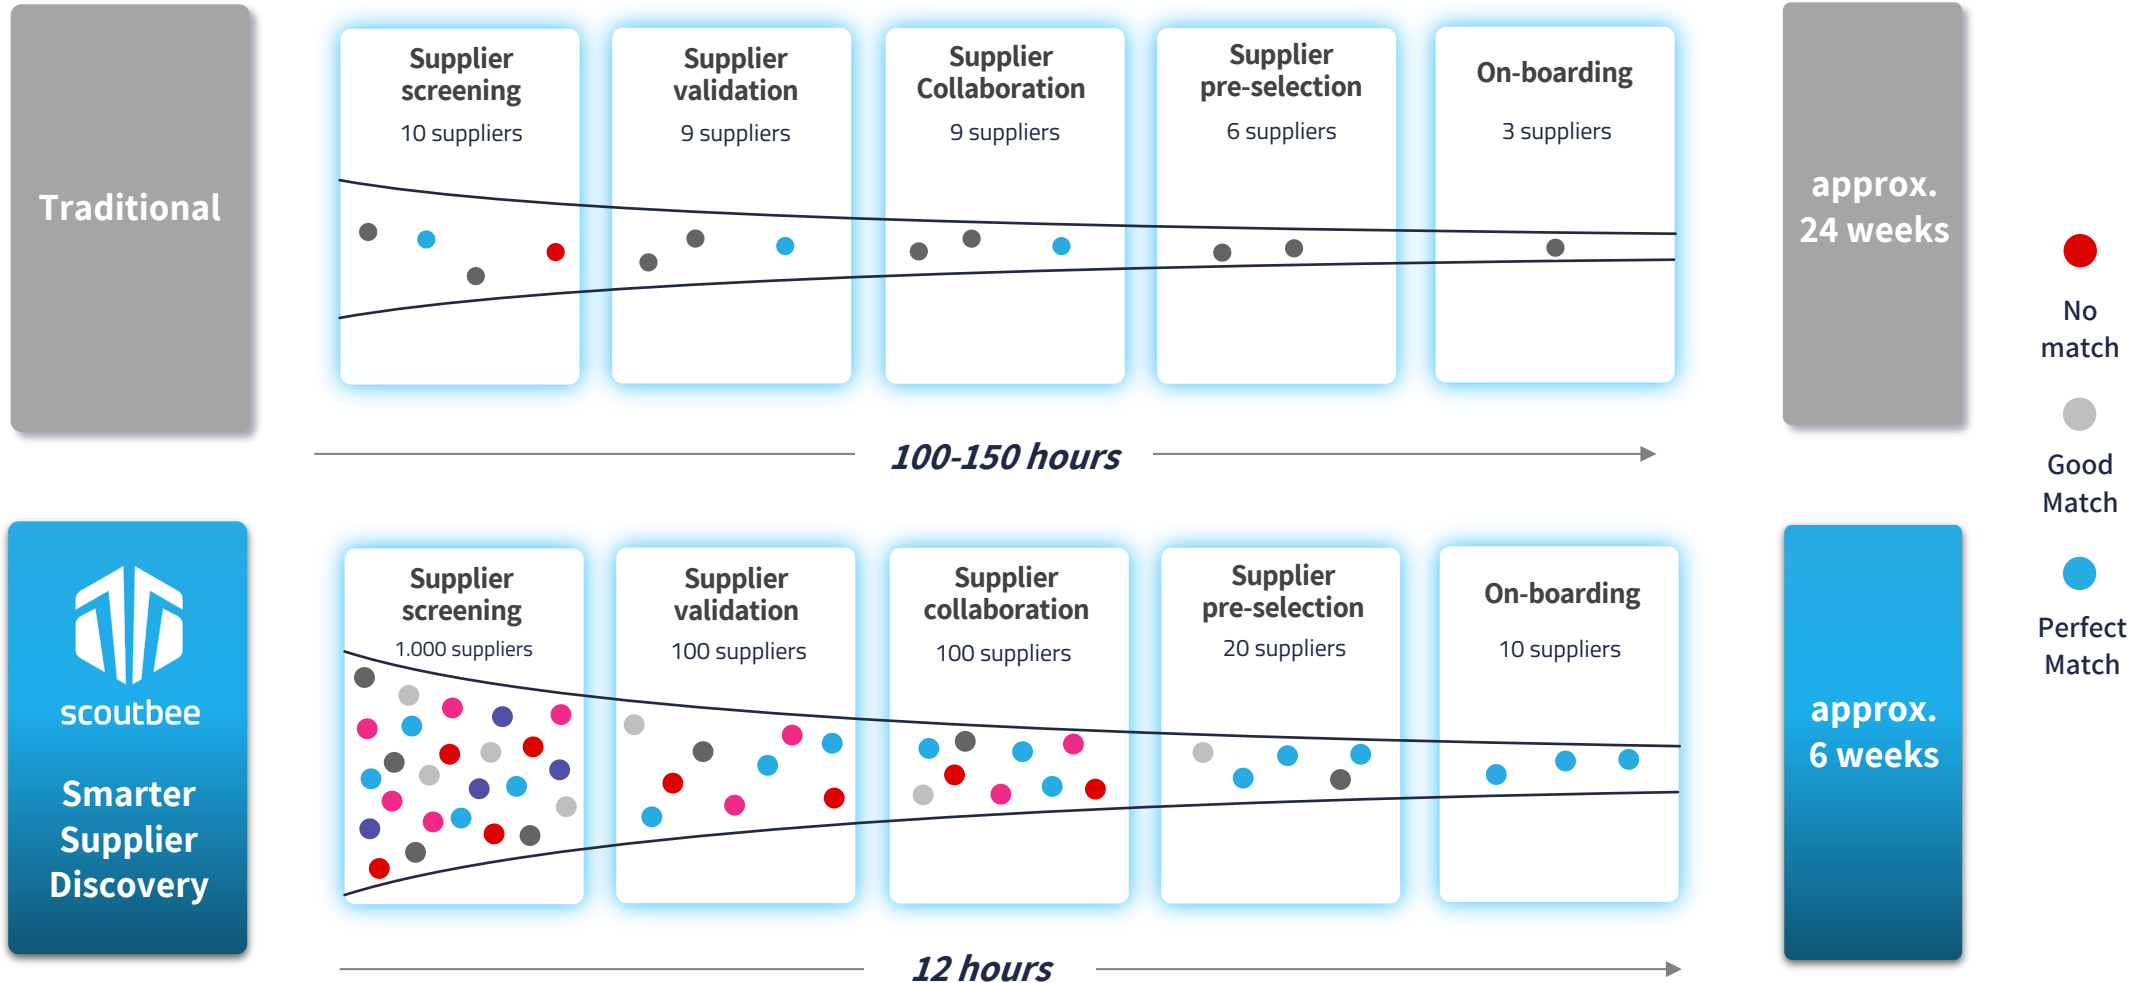 Traditional
Supplier
screening
10 suppliers
Supplier
validation
9 suppliers
Supplier
Collaboration
9 suppliers
Supplier
pre-selection
6 suppliers
On-boarding
3 suppliers
approx.
24 weeks
100-150 hours
No
match
Good
Match
Perfect
Match
scoutbee
Smarter
Supplier
Discovery
Supplier
screening
1.000 suppliers
Supplier
validation
100 suppliers
Supplier
collaboration
100 suppliers
Supplier
pre-selection
20 suppliers
On-boarding
10 suppliers
approx.
6 weeks
12 hours